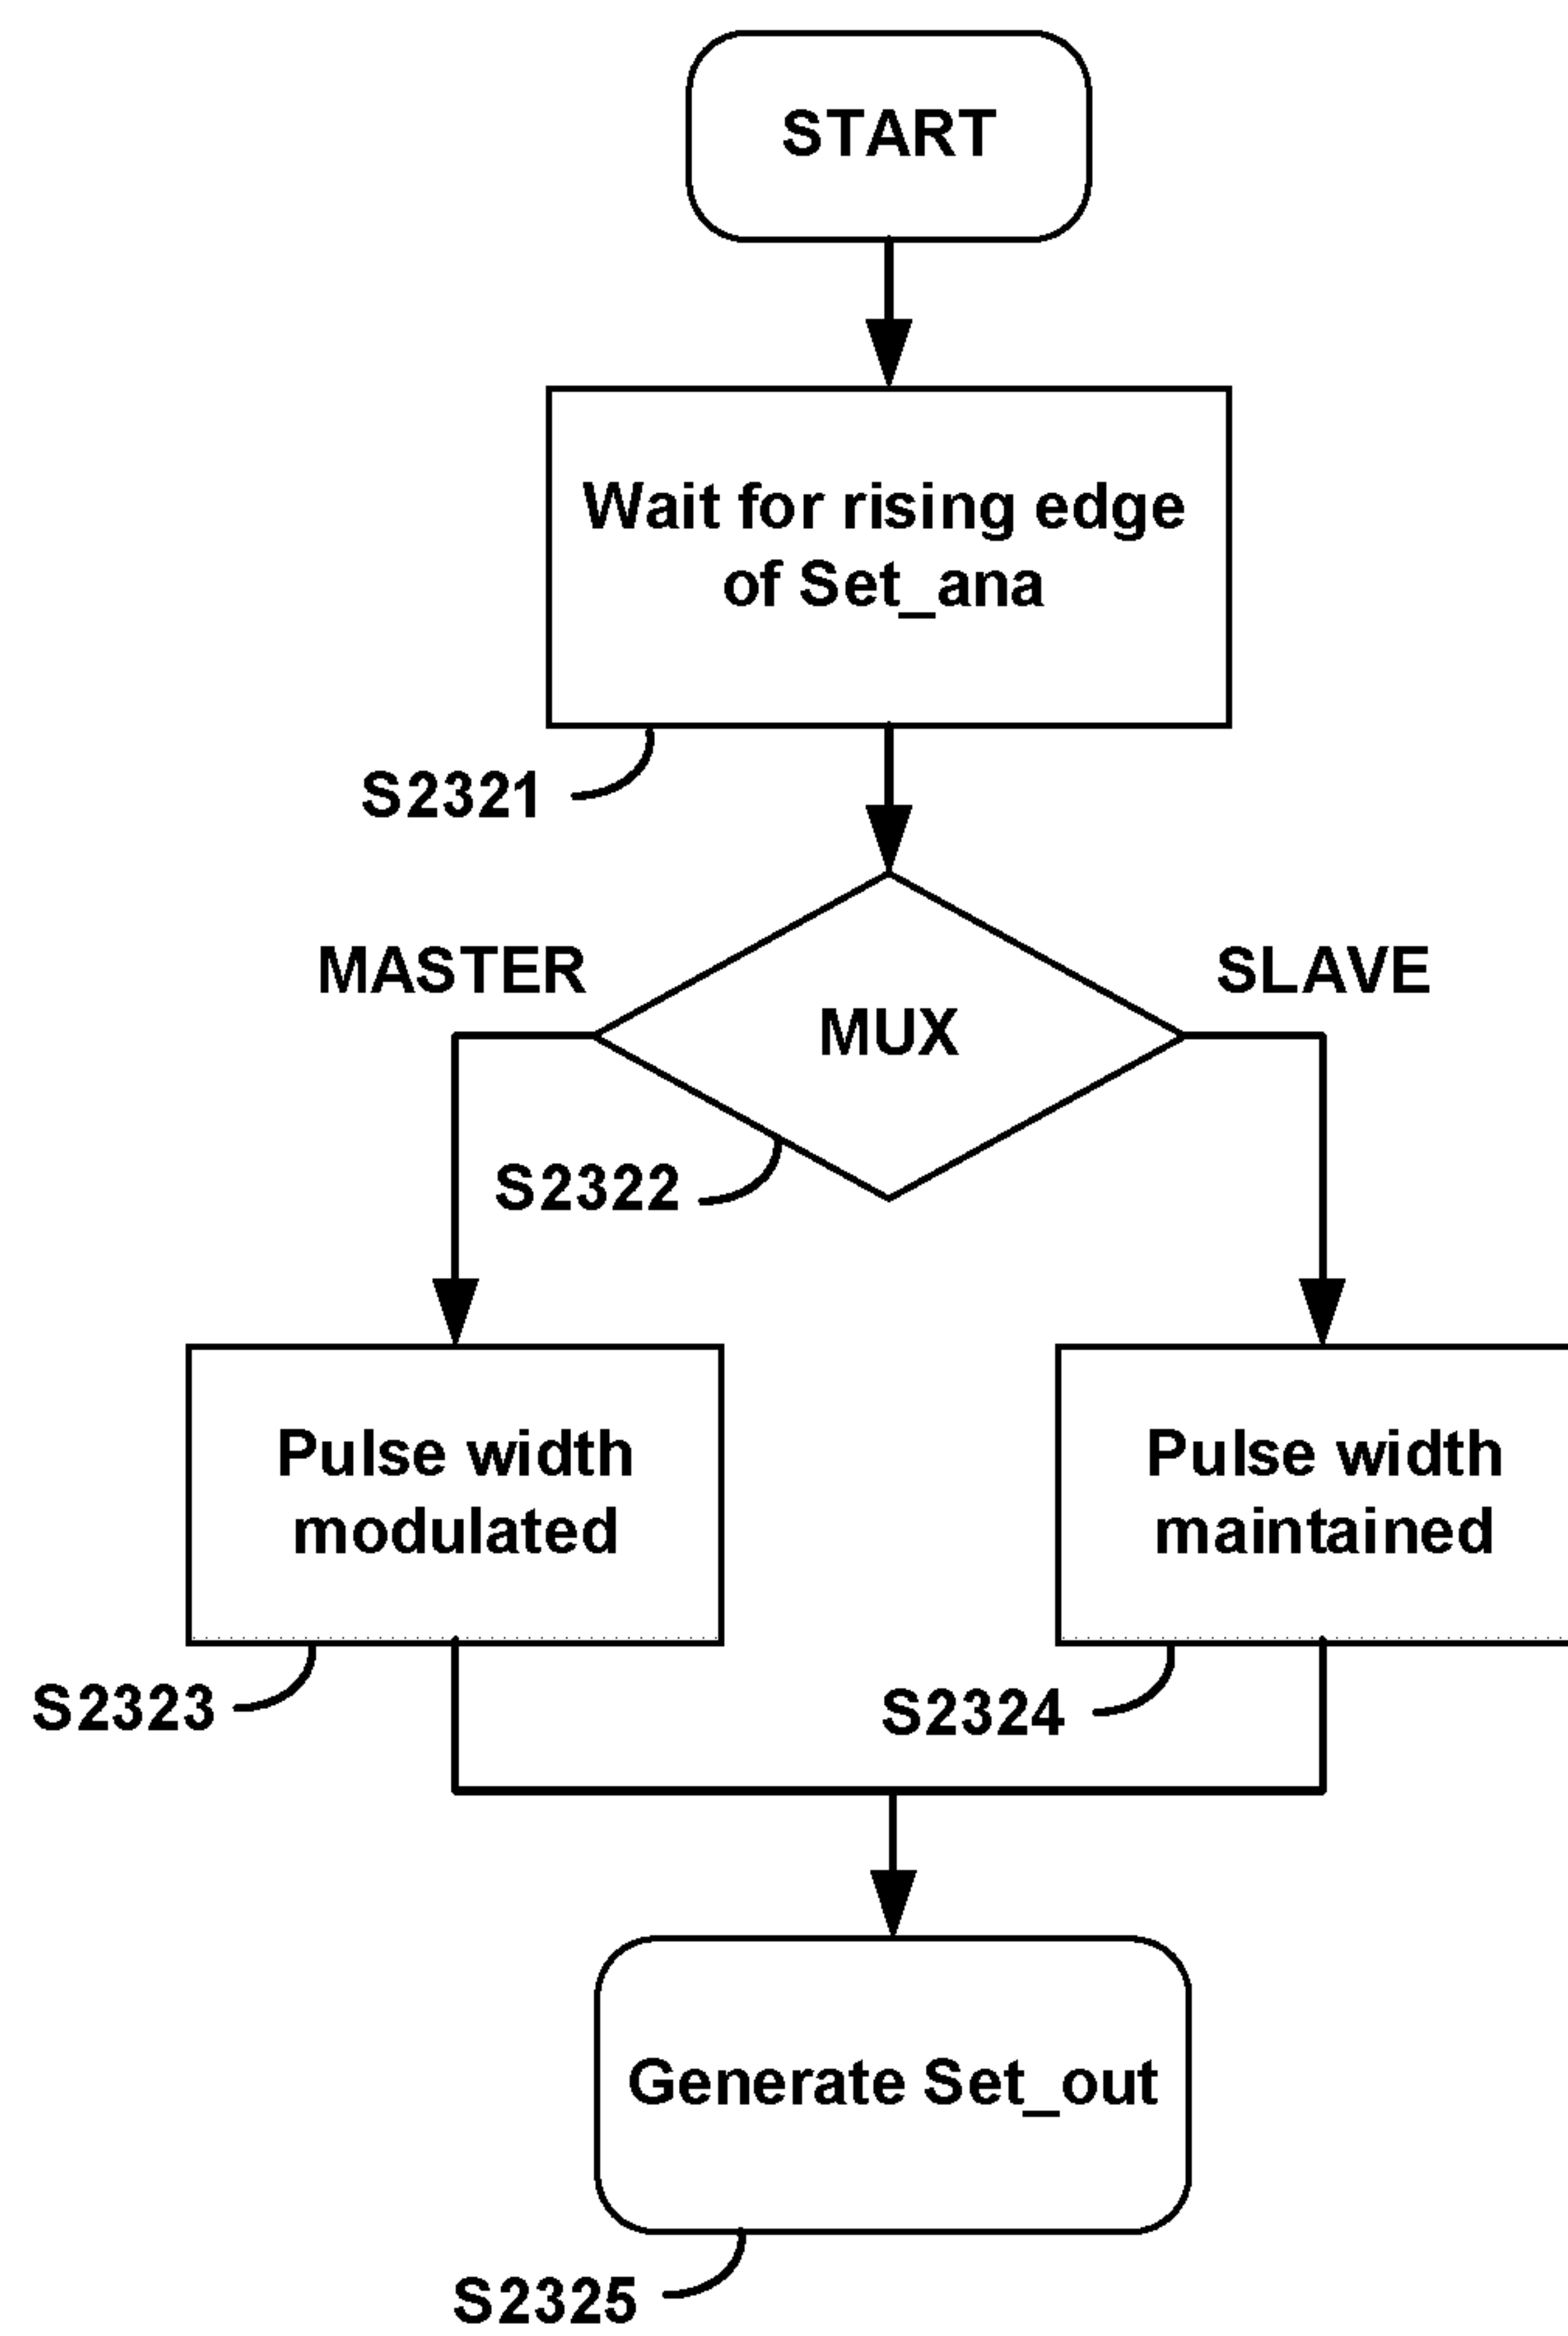 START
Wait for rising edge
of Set_ana
S2321
MASTER
SLAVE
MUX
S2322
Pulse width
modulated
Pulse width
maintained
S2323
S2324
Generate Set_out
S2325